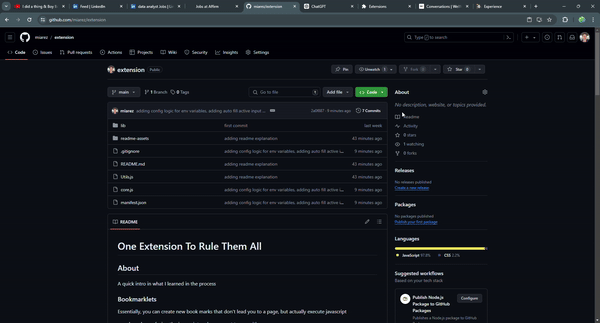 I did a thing By Boy
Feed | LinkedIn
data analyst Jobs | Li
Jobs at Affirm
miarez/extension
ChatGPT
Extensions
Conversations | We
Experience
github.com/miarez/extension
miarez / extension
Type / to search
Code Issues Pull requests Actions Projects Wiki Security Insights Settings
extension Public
Pin Unwatch 1 Fork 0 Star 0
main 1 Branch 0 Tags Go to file t Add file Code
miarez adding config logic for env variables, adding auto fill active input... 9 minutes ago 7 Commits
lib first commit last week
readme-assets adding readme explanation 43 minutes ago
.gitignore adding config logic for env variables, adding auto fill active i... 9 minutes ago
README.md adding readme explanation 43 minutes ago
Utils.js adding config logic for env variables, adding auto fill active i... 9 minutes ago
core.js adding config logic for env variables, adding auto fill active i... 9 minutes ago
manifest.json adding config logic for env variables, adding auto fill active i... 9 minutes ago
README
One Extension To Rule Them All
About
A quick intro in what I learned in the process
Bookmarklets
Essentially, you can create new book marks that don't lead you to a page, but actually execute javascript
About
No description, website, or topics provided.
Readme
Activity
0 stars
1 watching
0 forks
Releases
No releases published
Create a new release
Packages
No packages published
Publish your first package
Languages
JavaScript 97.8% CSS 2.2%
Suggested workflows
Based on your tech stack
Publish Node.js Package to GitHub Packages
Configure
Publishes a Node.js package to GitHub